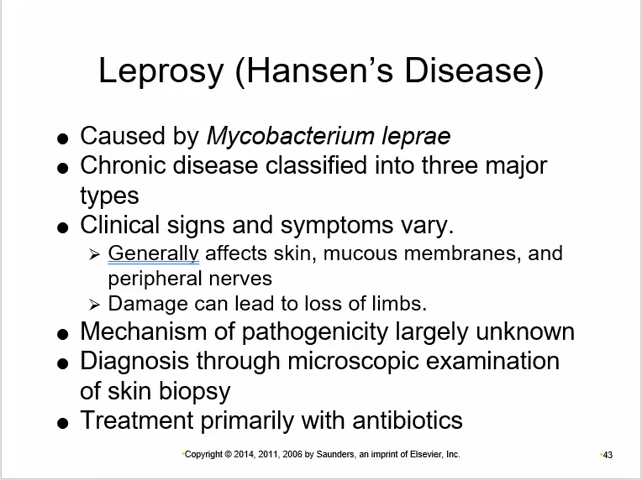 Leprosy (Hansen's Disease)
● Caused by Mycobacterium leprae
● Chronic disease classified into three major
types
● Clinical signs and symptoms vary.
➢ Generally affects skin, mucous membranes, and
peripheral nerves
➢ Damage can lead to loss of limbs.
● Mechanism of pathogenicity largely unknown
● Diagnosis through microscopic examination
of skin biopsy
● Treatment primarily with antibiotics
•Copyright © 2014, 2011, 2006 by Saunders, an imprint of Elsevier, Inc.
•43